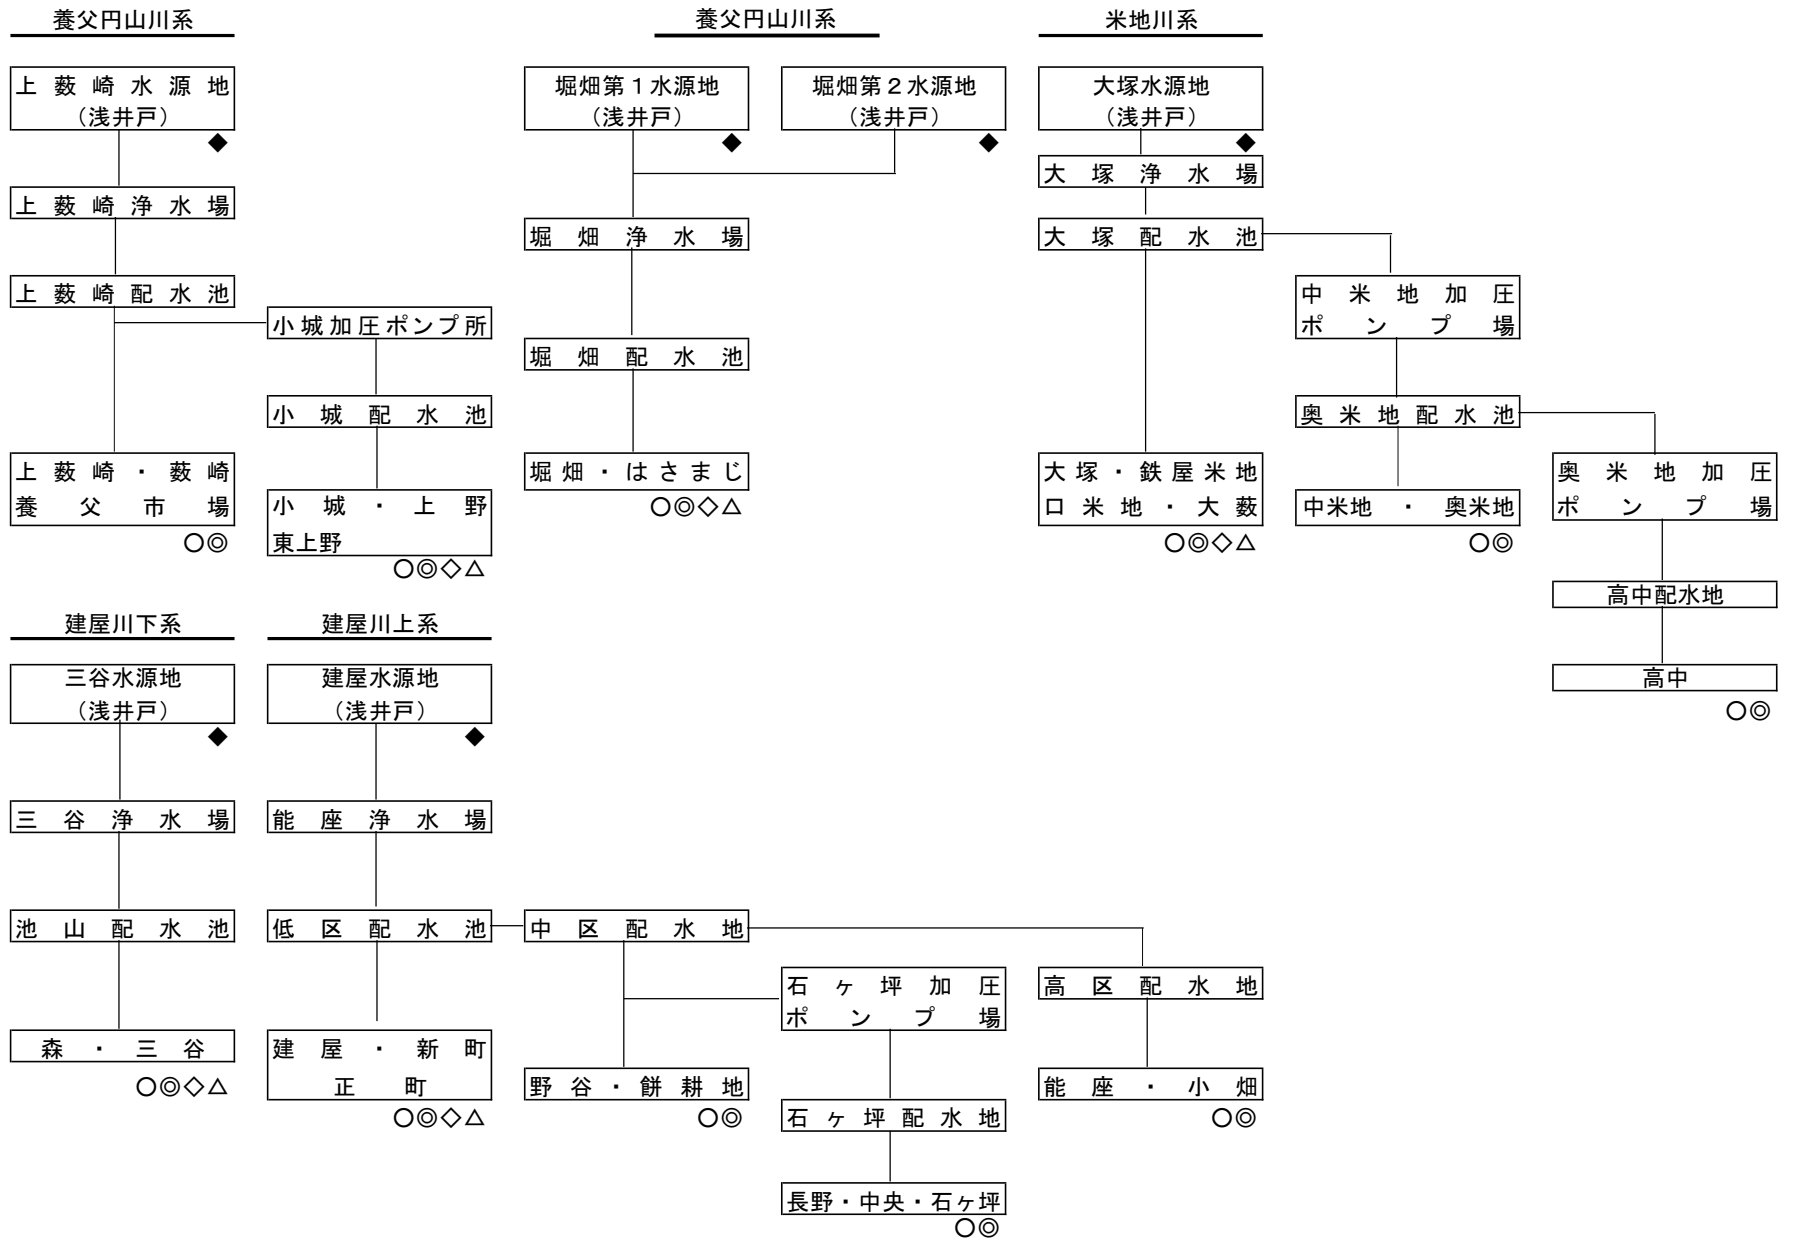 養父円山川系
上薮崎水源地
（浅井戸）
◆
上薮崎浄水場
上薮崎配水池
小城加圧ポンプ所
小城配水池
上薮崎・薮崎
養父市場
○◎
小城・上野
東上野
○◎◇△
養父円山川系
堀畑第１水源地
（浅井戸）
◆
堀畑第２水源地
（浅井戸）
◆
堀畑浄水場
堀畑配水池
堀畑・はさまじ
○◎◇△
米地川系
大塚水源地
（浅井戸）
◆
大塚浄水場
大塚配水池
中米地加圧
ポンプ場
奥米地配水池
大塚・鉄屋米地
口米地・大薮
○◎◇△
中米地・奥米地
○◎
奥米地加圧
ポンプ場
高中配水地
高中
○◎
建屋川下系
三谷水源地
（浅井戸）
◆
三谷浄水場
池山配水池
森・三谷
○◎◇△
建屋川上系
建屋水源地
（浅井戸）
◆
能座浄水場
低区配水池
建屋・新町
正町
○◎◇△
中区配水地
石ヶ坪加圧
ポンプ場
野谷・餅耕地
○◎
石ヶ坪配水地
長野・中央・石ヶ坪
○◎
高区配水地
能座・小畑
○◎